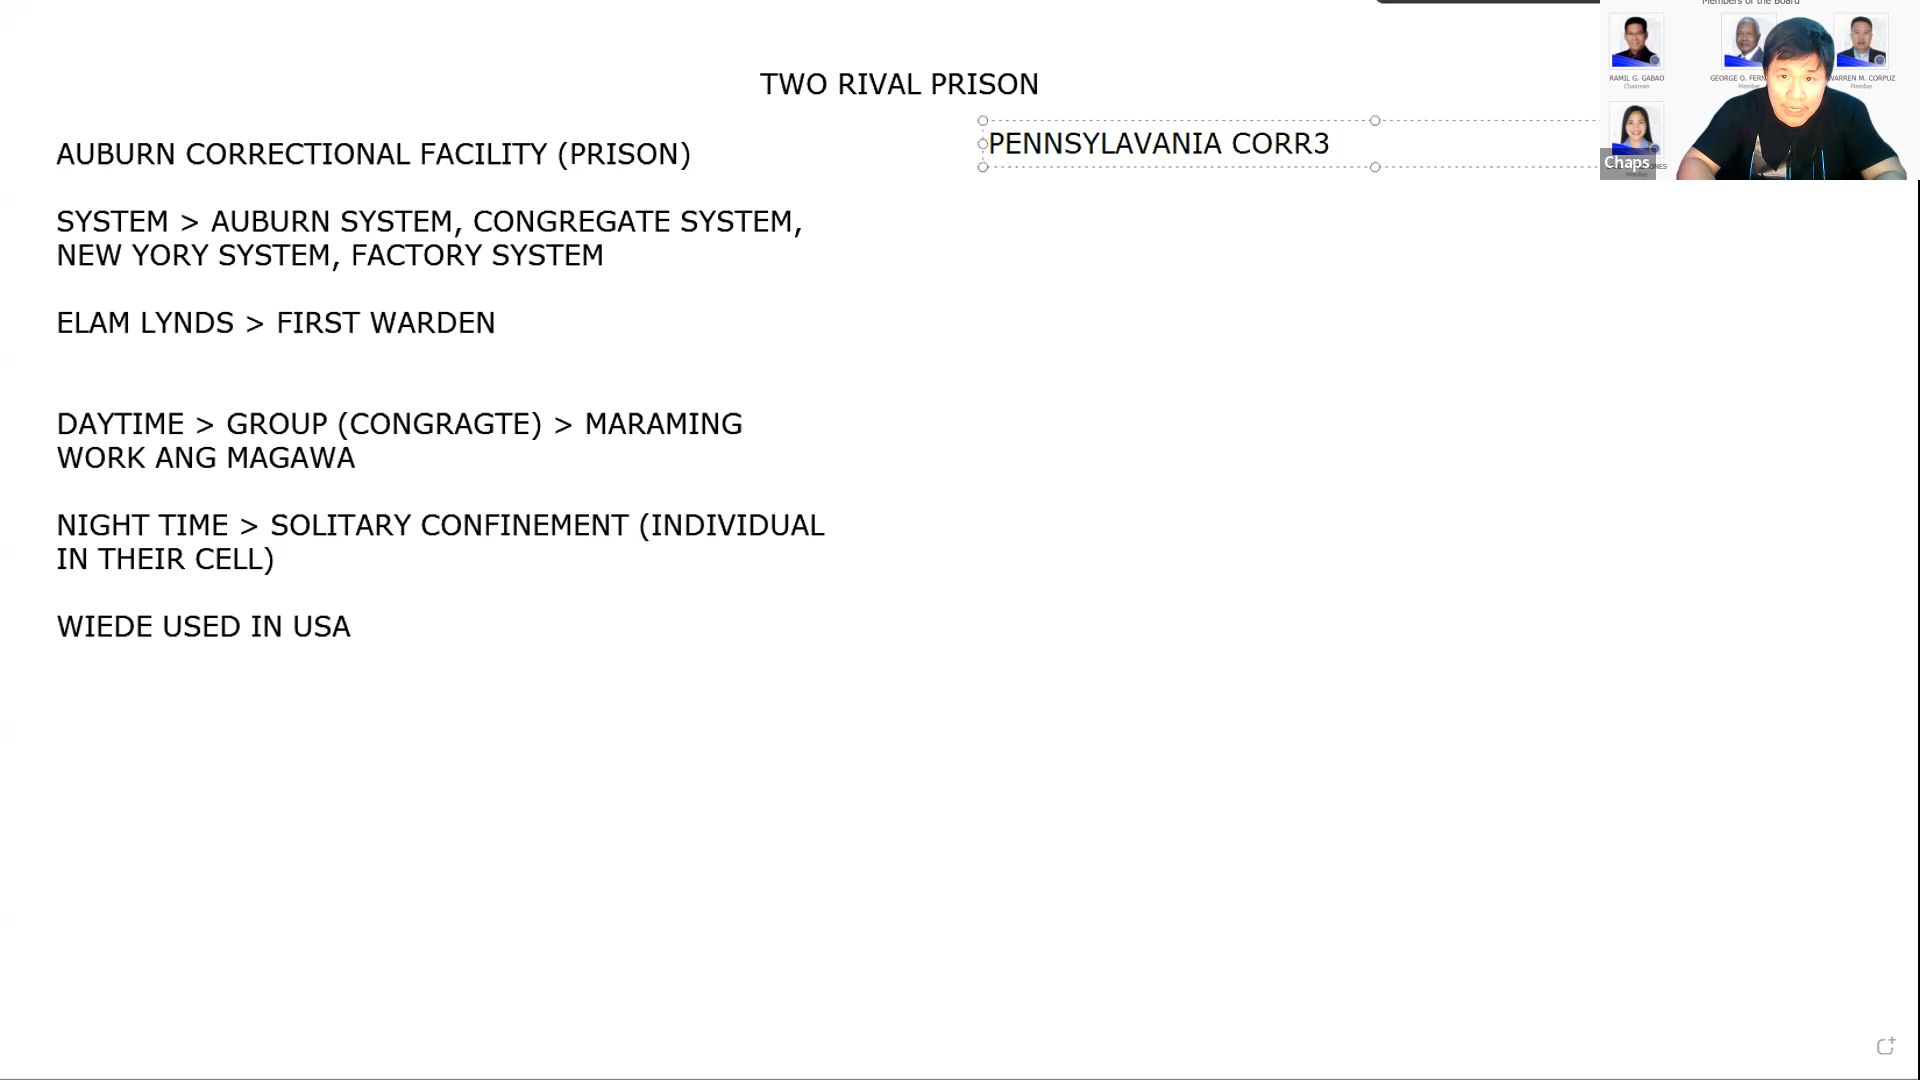 Members of the Board
TWO RIVAL PRISON
AUBURN CORRECTIONAL FACILITY (PRISON)
SYSTEM > AUBURN SYSTEM, CONGREGATE SYSTEM,
NEW YORY SYSTEM, FACTORY SYSTEM
ELAM LYNDS > FIRST WARDEN
DAYTIME > GROUP (CONGRAGTE) > MARAMING
WORK ANG MAGAWA
NIGHT TIME > SOLITARY CONFINEMENT (INDIVIDUAL
IN THEIR CELL)
WIEDE USED IN USA
PENNSYLAVANIA CORR3
RAMIL G. GABAO
Chairman
GEORGE O. FERN
Member
WARREN M. CORPUZ
Member
Chaps
Member